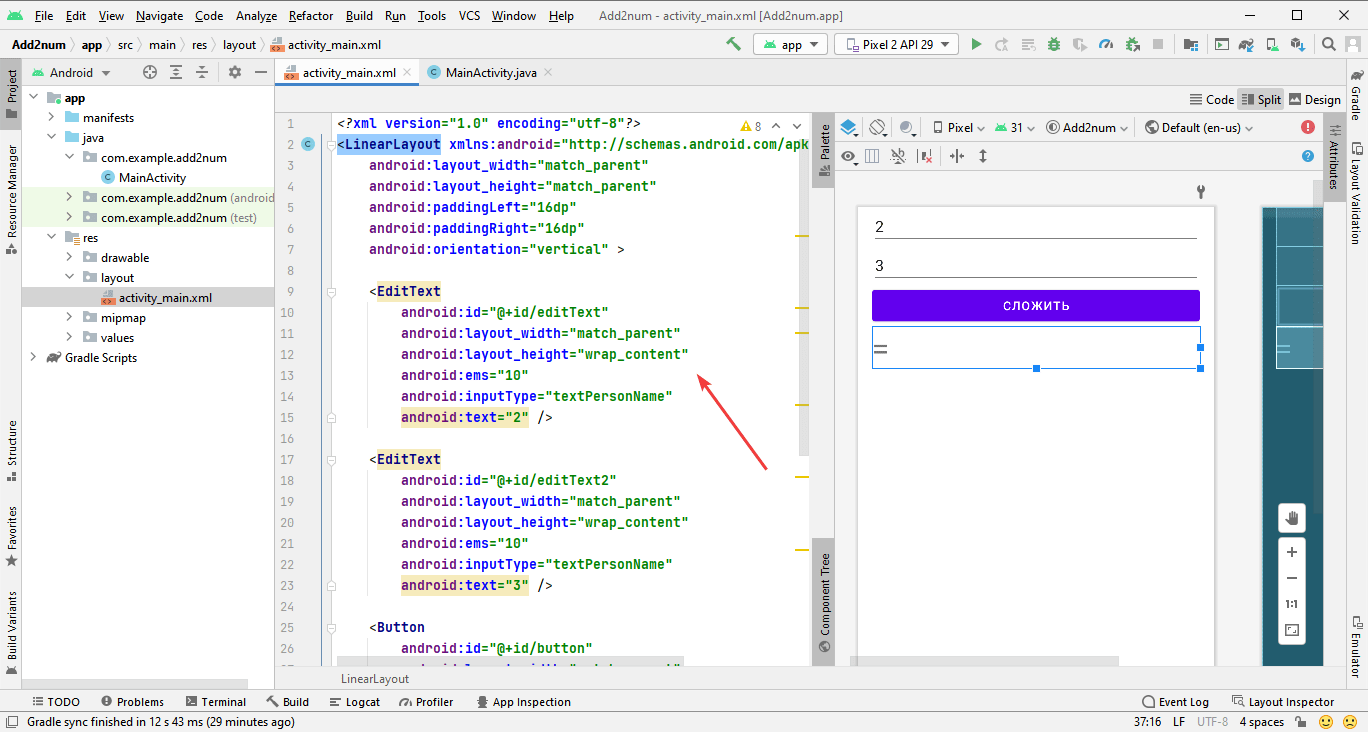 File Edit View Navigate Code Analyze Refactor Build Run Tools VCS Window Help Add2num - activity_main.xml [Add2num.app]
Add2num app src main res layout activity_main.xml app Pixel 2 API 29
Android activity_main.xml MainActivity.java
Code Split Design
Project
Resource Manager
Structure
Favorites
Build Variants
app
manifests
java
com.example.add2num
MainActivity
com.example.add2num (android
com.example.add2num (test)
res
drawable
layout
activity_main.xml
mipmap
values
Gradle Scripts
8
1 <?xml version="1.0" encoding="utf-8"?>
2 <LinearLayout xmlns:android="http://schemas.android.com/apk
3 android:layout_width="match_parent"
4 android:layout_height="match_parent"
5 android:paddingLeft="16dp"
6 android:paddingRight="16dp"
7 android:orientation="vertical" >
8
9 <EditText
10 android:id="@+id/editText"
11 android:layout_width="match_parent"
12 android:layout_height="wrap_content"
13 android:ems="10"
14 android:inputType="textPersonName"
15 android:text="2" />
16
17 <EditText
18 android:id="@+id/editText2"
19 android:layout_width="match_parent"
20 android:layout_height="wrap_content"
21 android:ems="10"
22 android:inputType="textPersonName"
23 android:text="3" />
24
25 <Button
26 android:id="@+id/button"
LinearLayout
Palette
Component Tree
Pixel 31 Add2num Default (en-us)
2
3
СЛОЖИТЬ
=
1:1
Attributes
Gradle
Layout Validation
Emulator
TODO Problems Terminal Build Logcat Profiler App Inspection Event Log Layout Inspector
Gradle sync finished in 12 s 43 ms (29 minutes ago) 37:16 LF UTF-8 4 spaces